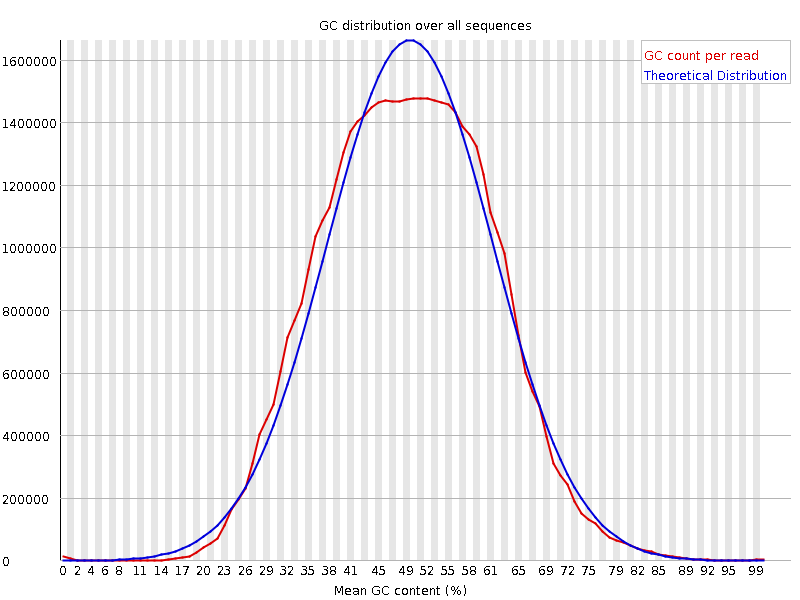 GC distribution over all sequences
GC count per read
Theoretical Distribution
1600000
1400000
1200000
1000000
800000
600000
400000
200000
0
0 2 4 6 8 11 14 17 20 23 26 29 32 35 38 41 45 49 52 55 58 61 65 69 72 75 79 82 85 89 92 95 99
Mean GC content (%)